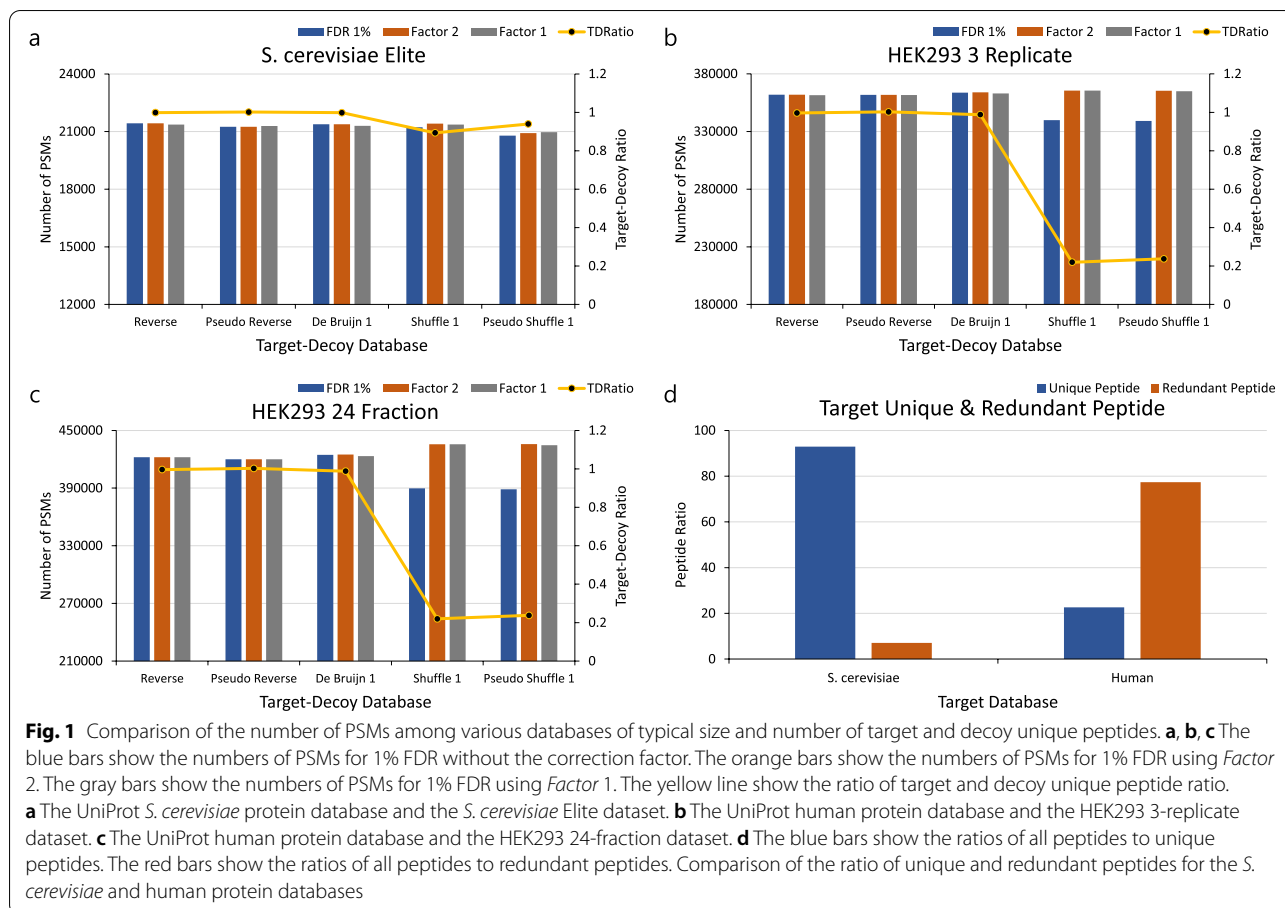 a
FDR 1% Factor 2 Factor 1 TDRatio
S. cerevisiae Elite
24000
21000
18000
15000
12000
Number of PSMs
1.2
1
0.8
0.6
0.4
0.2
0
Target-Decoy Ratio
Reverse Pseudo Reverse De Bruijn 1 Shuffle 1 Pseudo Shuffle 1
Target-Decoy Database
b
FDR 1% Factor 2 Factor 1 TDRatio
HEK293 3 Replicate
380000
330000
280000
230000
180000
Number of PSMs
1.2
1
0.8
0.6
0.4
0.2
0
Target-Decoy Ratio
Reverse Pseudo Reverse De Bruijn 1 Shuffle 1 Pseudo Shuffle 1
Target-Decoy Databse
c
FDR 1% Factor 2 Factor 1 TDRatio
HEK293 24 Fraction
450000
390000
330000
270000
210000
Number of PSMs
1.2
1
0.8
0.6
0.4
0.2
0
Target-Decoy Ratio
Reverse Pseudo Reverse De Bruijn 1 Shuffle 1 Pseudo Shuffle 1
Target-Decoy Database
d
Unique Peptide Redundant Peptide
Target Unique & Redundant Peptide
100
80
60
40
20
0
Peptide Ratio
S. cerevisiae Human
Target Database
Fig. 1 Comparison of the number of PSMs among various databases of typical size and number of target and decoy unique peptides. a, b, c The
blue bars show the numbers of PSMs for 1% FDR without the correction factor. The orange bars show the numbers of PSMs for 1% FDR using Factor
2. The gray bars show the numbers of PSMs for 1% FDR using Factor 1. The yellow line show the ratio of target and decoy unique peptide ratio.
a The UniProt S. cerevisiae protein database and the S. cerevisiae Elite dataset. b The UniProt human protein database and the HEK293 3-replicate
dataset. c The UniProt human protein database and the HEK293 24-fraction dataset. d The blue bars show the ratios of all peptides to unique
peptides. The red bars show the ratios of all peptides to redundant peptides. Comparison of the ratio of unique and redundant peptides for the S.
cerevisiae and human protein databases